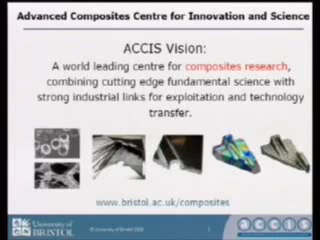 Advanced Composites Centre for Innovation and Science
ACCIS Vision:
A world leading centre for composites research,
combining cutting edge fundamental science with
strong industrial links for exploitation and technology
transfer.
www.bristol.ac.uk/composites
University of
BRISTOL
accis